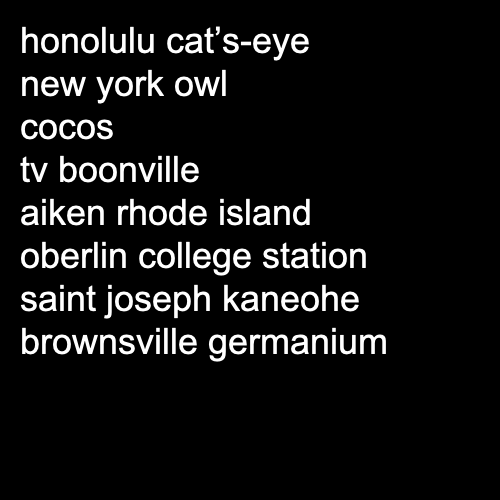 honolulu cat’s-eye
new york owl
cocos
tv boonville
aiken rhode island
oberlin college station
saint joseph kaneohe
brownsville germanium